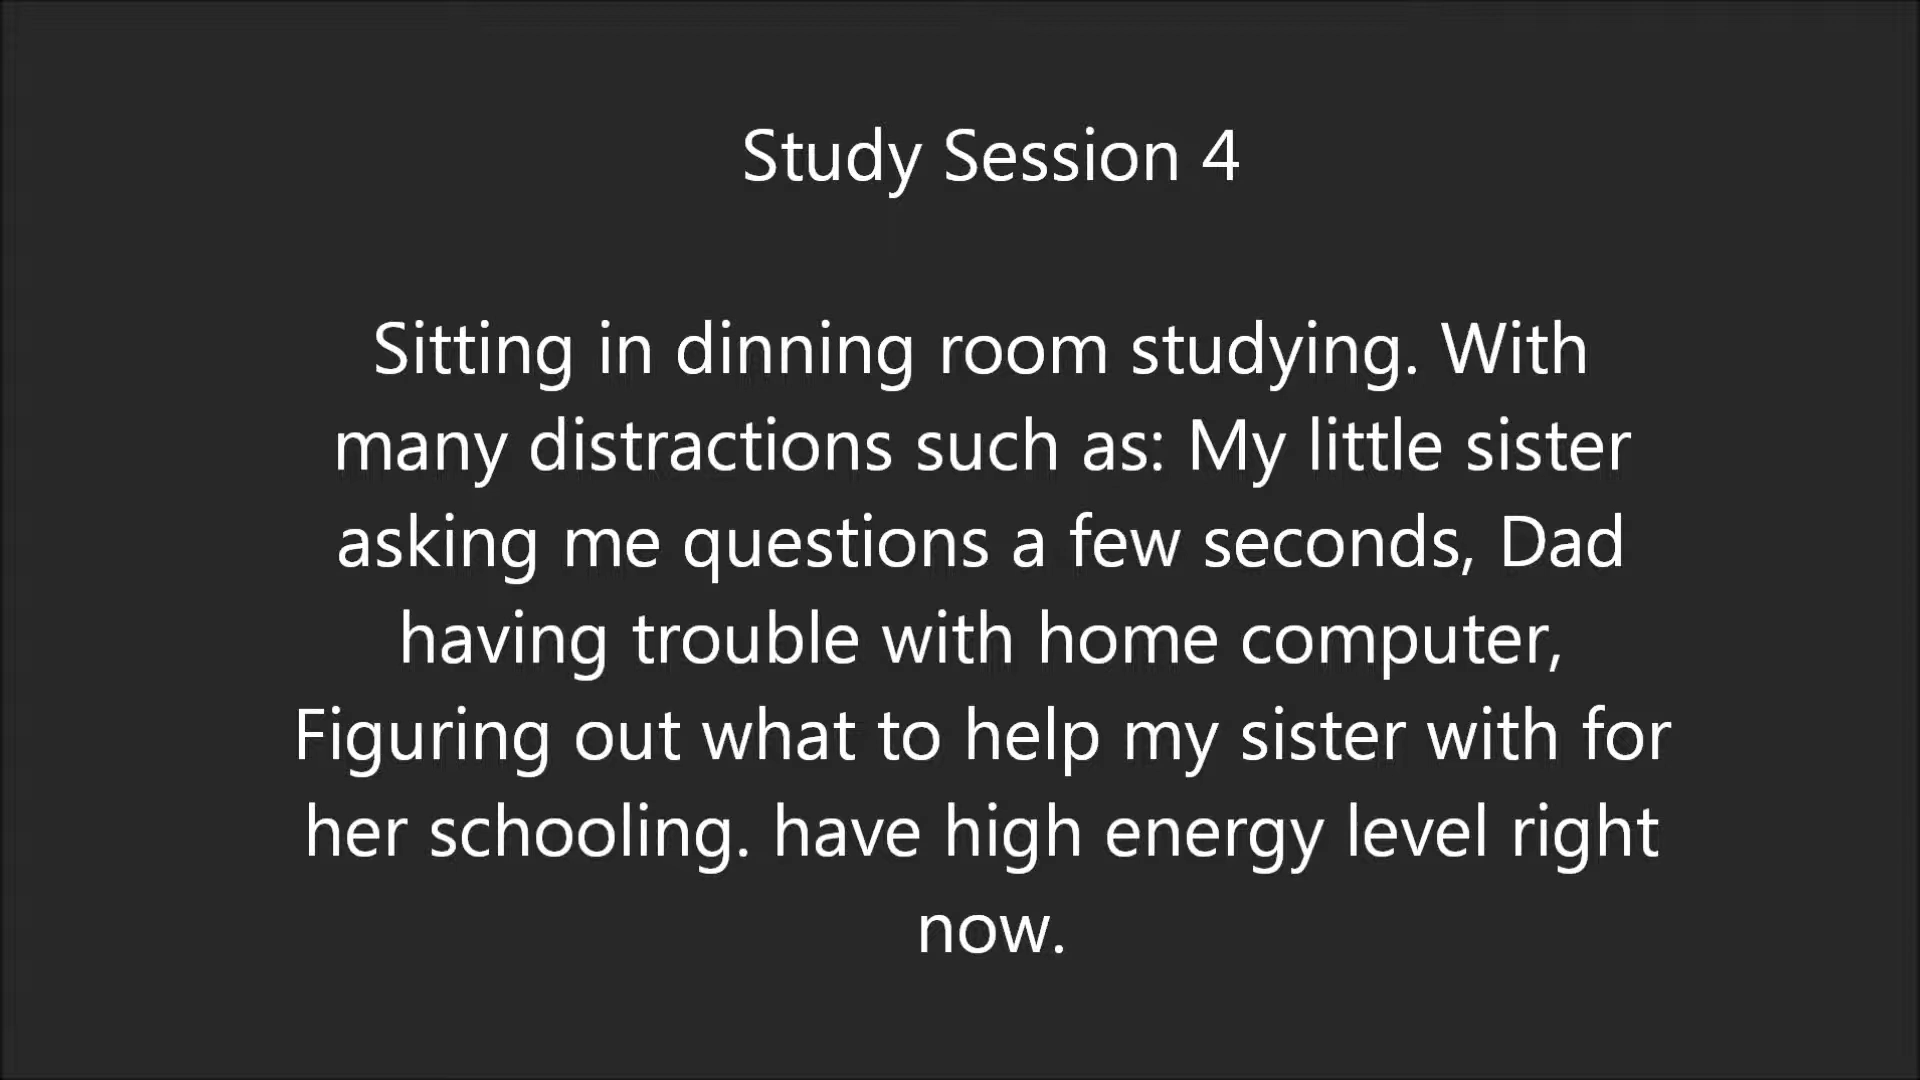 Study Session 4
Sitting in dinning room studying. With
many distractions such as: My little sister
asking me questions a few seconds, Dad
having trouble with home computer,
Figuring out what to help my sister with for
her schooling. have high energy level right
now.